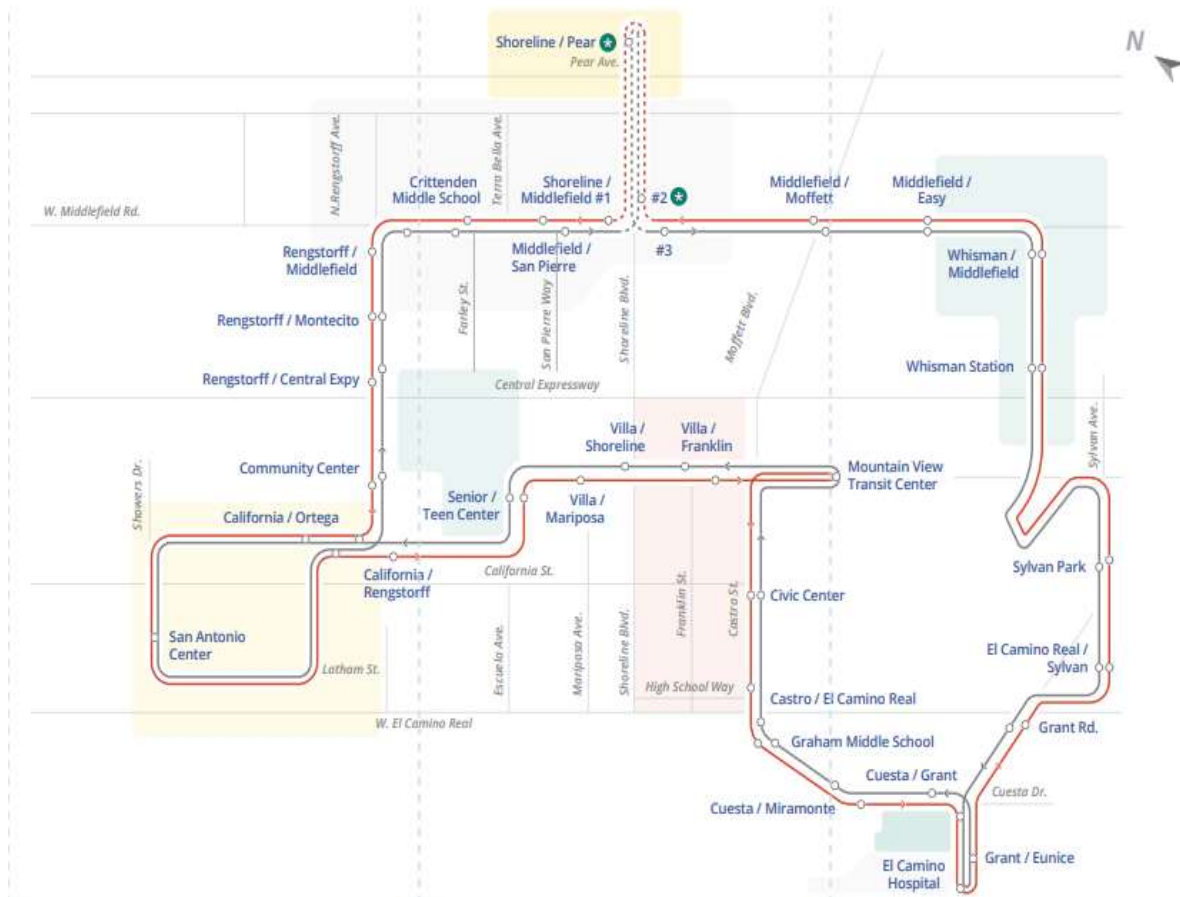 N
Shoreline / Pear
Pear Ave.
N.Rengstorff Ave.
Terra Bella Ave.
Shoreline Blvd.
Crittenden
Middle School
Shoreline /
Middlefield #1
#2
Middlefield /
Moffett
Middlefield /
Easy
W. Middlefield Rd.
Rengstorff /
Middlefield
Middlefield /
San Pierre
#3
Whisman /
Middlefield
Farley St.
San Pierre Way
Shoreline Blvd.
Moffett Blvd.
Rengstorff / Montecito
Rengstorff / Central Expy
Central Expressway
Whisman Station
Sylvan Ave.
Villa /
Shoreline
Villa /
Franklin
Community Center
Mountain View
Transit Center
Showers Dr.
Senior /
Teen Center
Villa /
Mariposa
California / Ortega
California /
Rengstorff
California St.
Sylvan Park
Civic Center
San Antonio
Center
Latham St.
Escuela Ave.
Mariposa Ave.
Shoreline Blvd.
Franklin St.
Castro St.
El Camino Real /
Sylvan
High School Way
Castro / El Camino Real
W. El Camino Real
Grant Rd.
Graham Middle School
Cuesta / Grant
Cuesta Dr.
Cuesta / Miramonte
El Camino
Hospital
Grant / Eunice